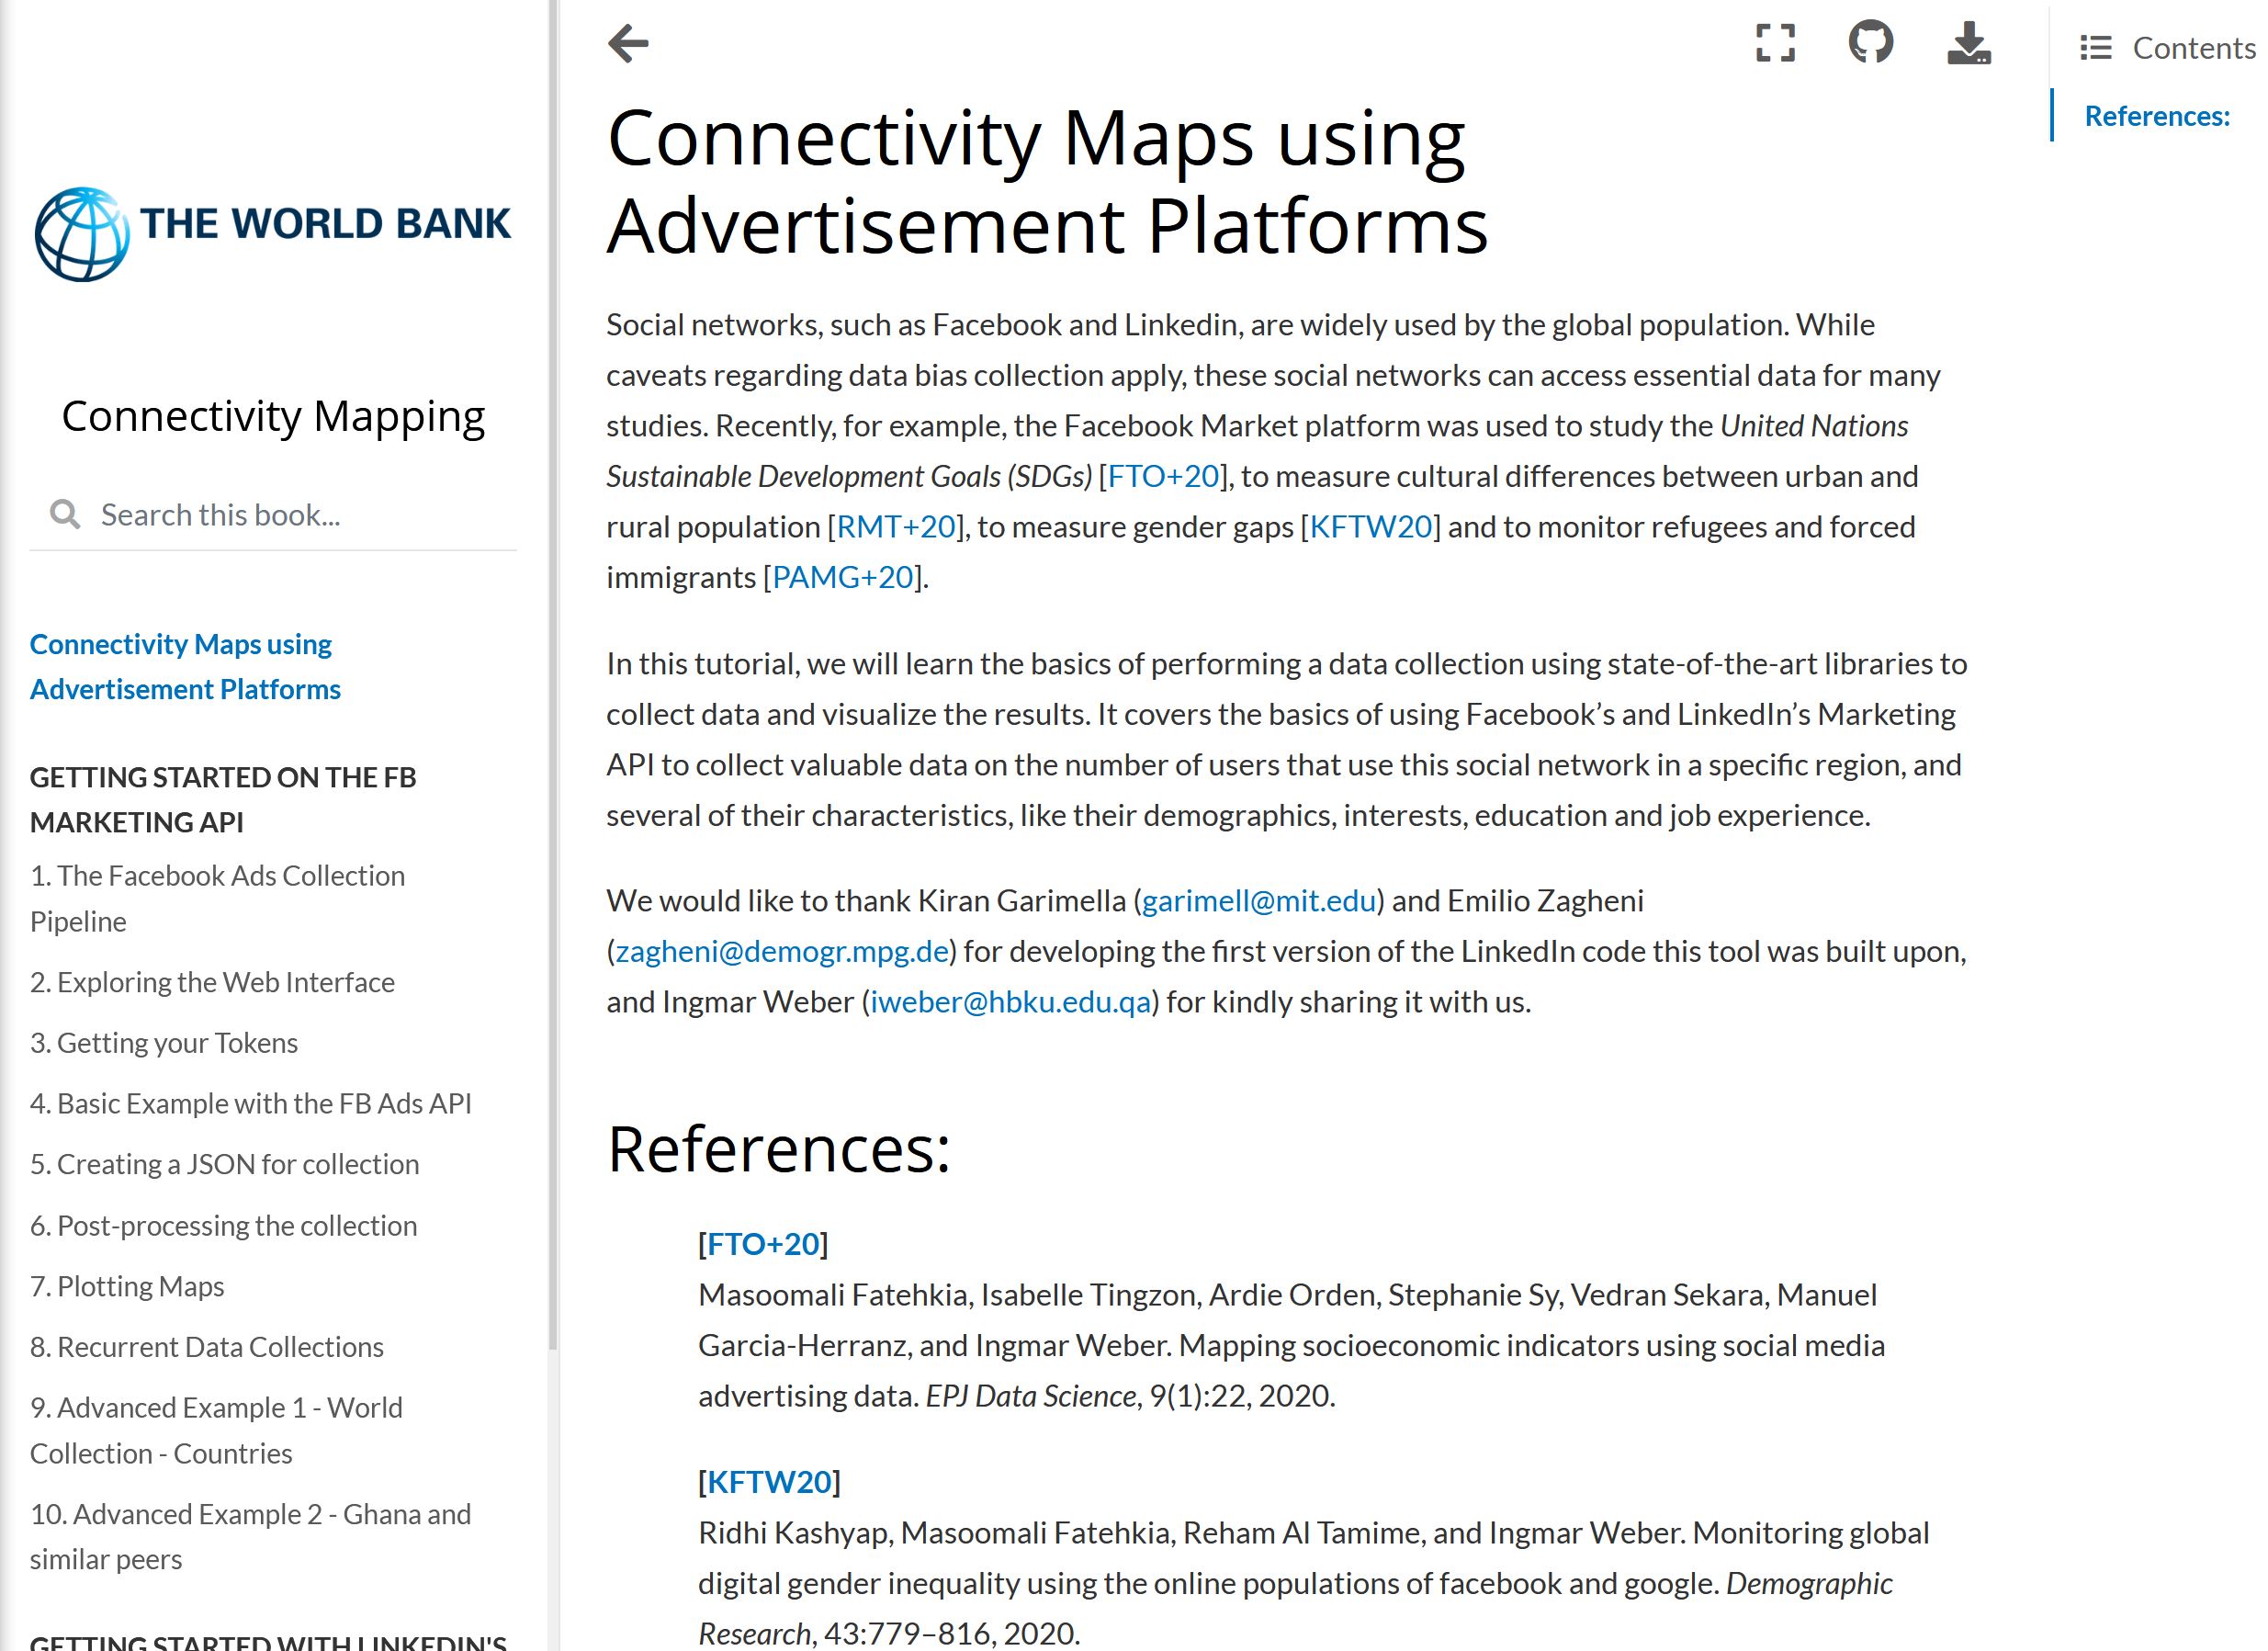 THE WORLD BANK
Connectivity Mapping
Search this book...
Connectivity Maps using
Advertisement Platforms
GETTING STARTED ON THE FB
MARKETING API
1. The Facebook Ads Collection
Pipeline
2. Exploring the Web Interface
3. Getting your Tokens
4. Basic Example with the FB Ads API
5. Creating a JSON for collection
6. Post-processing the collection
7. Plotting Maps
8. Recurrent Data Collections
9. Advanced Example 1 - World
Collection - Countries
10. Advanced Example 2 - Ghana and
similar peers
GETTING STARTED WITH LINKEDIN'S
Connectivity Maps using
Advertisement Platforms
Social networks, such as Facebook and Linkedin, are widely used by the global population. While
caveats regarding data bias collection apply, these social networks can access essential data for many
studies. Recently, for example, the Facebook Market platform was used to study the United Nations
Sustainable Development Goals (SDGs) [FTO+20], to measure cultural differences between urban and
rural population [RMT+20], to measure gender gaps [KFTW20] and to monitor refugees and forced
immigrants [PAMG+20].
In this tutorial, we will learn the basics of performing a data collection using state-of-the-art libraries to
collect data and visualize the results. It covers the basics of using Facebook’s and LinkedIn’s Marketing
API to collect valuable data on the number of users that use this social network in a specific region, and
several of their characteristics, like their demographics, interests, education and job experience.
We would like to thank Kiran Garimella (garimell@mit.edu) and Emilio Zagheni
(zagheni@demogr.mpg.de) for developing the first version of the LinkedIn code this tool was built upon,
and Ingmar Weber (iweber@hbku.edu.qa) for kindly sharing it with us.
References:
[FTO+20]
Masoomali Fatehkia, Isabelle Tingzon, Ardie Orden, Stephanie Sy, Vedran Sekara, Manuel
Garcia-Herranz, and Ingmar Weber. Mapping socioeconomic indicators using social media
advertising data. EPJ Data Science, 9(1):22, 2020.
[KFTW20]
Ridhi Kashyap, Masoomali Fatehkia, Reham Al Tamime, and Ingmar Weber. Monitoring global
digital gender inequality using the online populations of facebook and google. Demographic
Research, 43:779–816, 2020.
Contents
References: